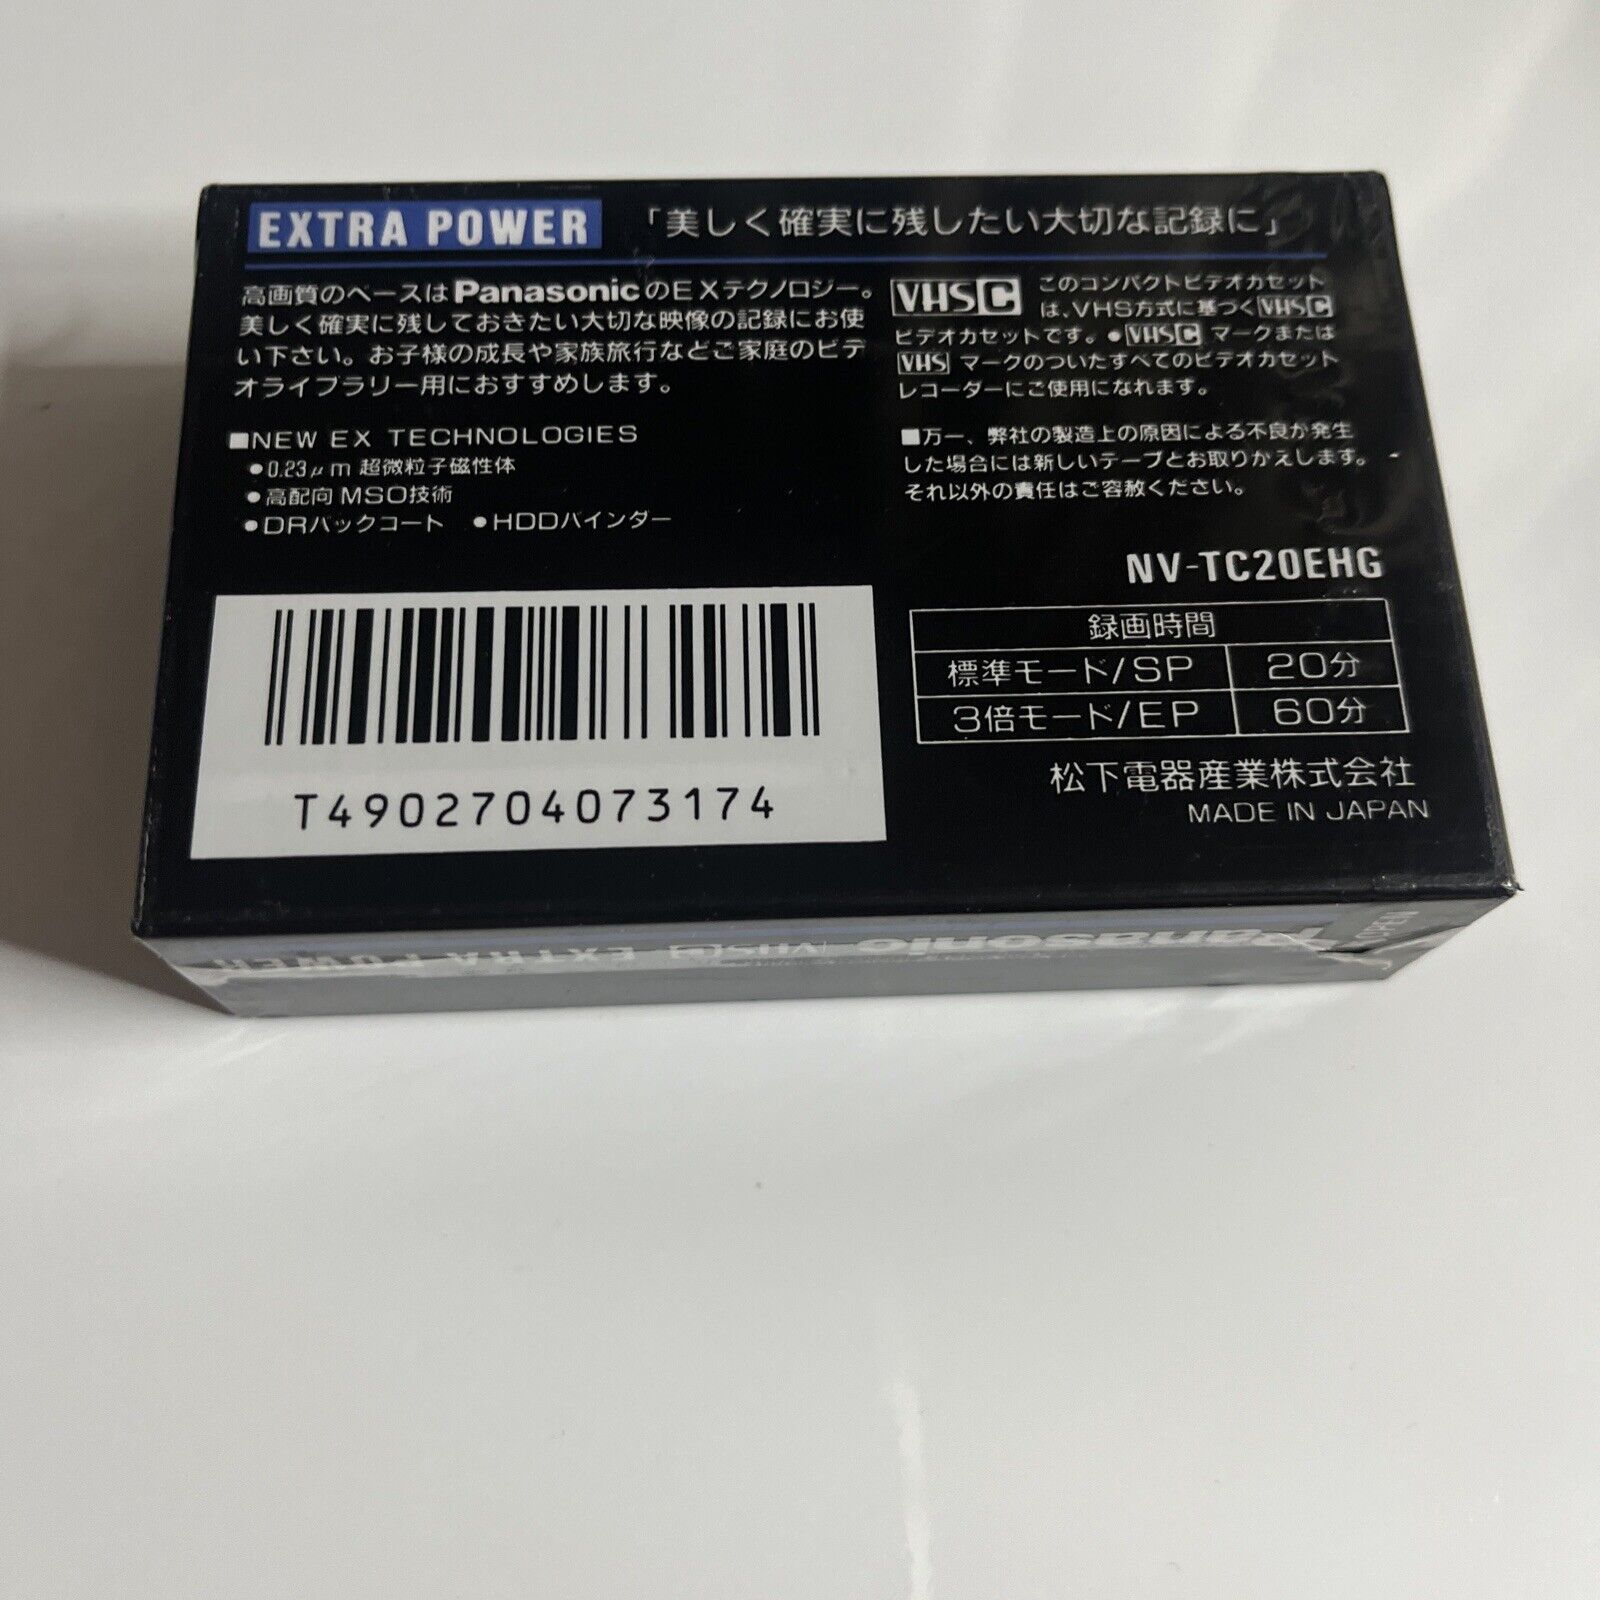 EXTRA POWER 「美しく確実に残したい大切な記録に」
高画質のベースはPanasonicのEXテクノロジー。
美しく確実に残しておきたい大切な映像の記録にお使
い下さい。お子様の成長や家族旅行などご家庭のビデ
オライブラリー用におすすめします。
■NEW EX TECHNOLOGIES
●0.23μm 超微粒子磁性体
●高配向 MSO技術
●DRバックコート ●HDDバインダー
VHSC このコンパクトビデオカセット
は、VHS方式に基づくVHSC
ビデオカセットです。●VHSC マークまたは
VHS マークのついたすべてのビデオカセット
レコーダーにご使用になれます。
■万一、弊社の製造上の原因による不良が発生
した場合には新しいテープとお取りかえします。
それ以外の責任はご容赦ください。
NV-TC20EHG
録画時間
標準モード/SP 20分
3倍モード/EP 60分
松下電器産業株式会社
MADE IN JAPAN
T4902704073174
Panasonic VHSC EXTRA POWER